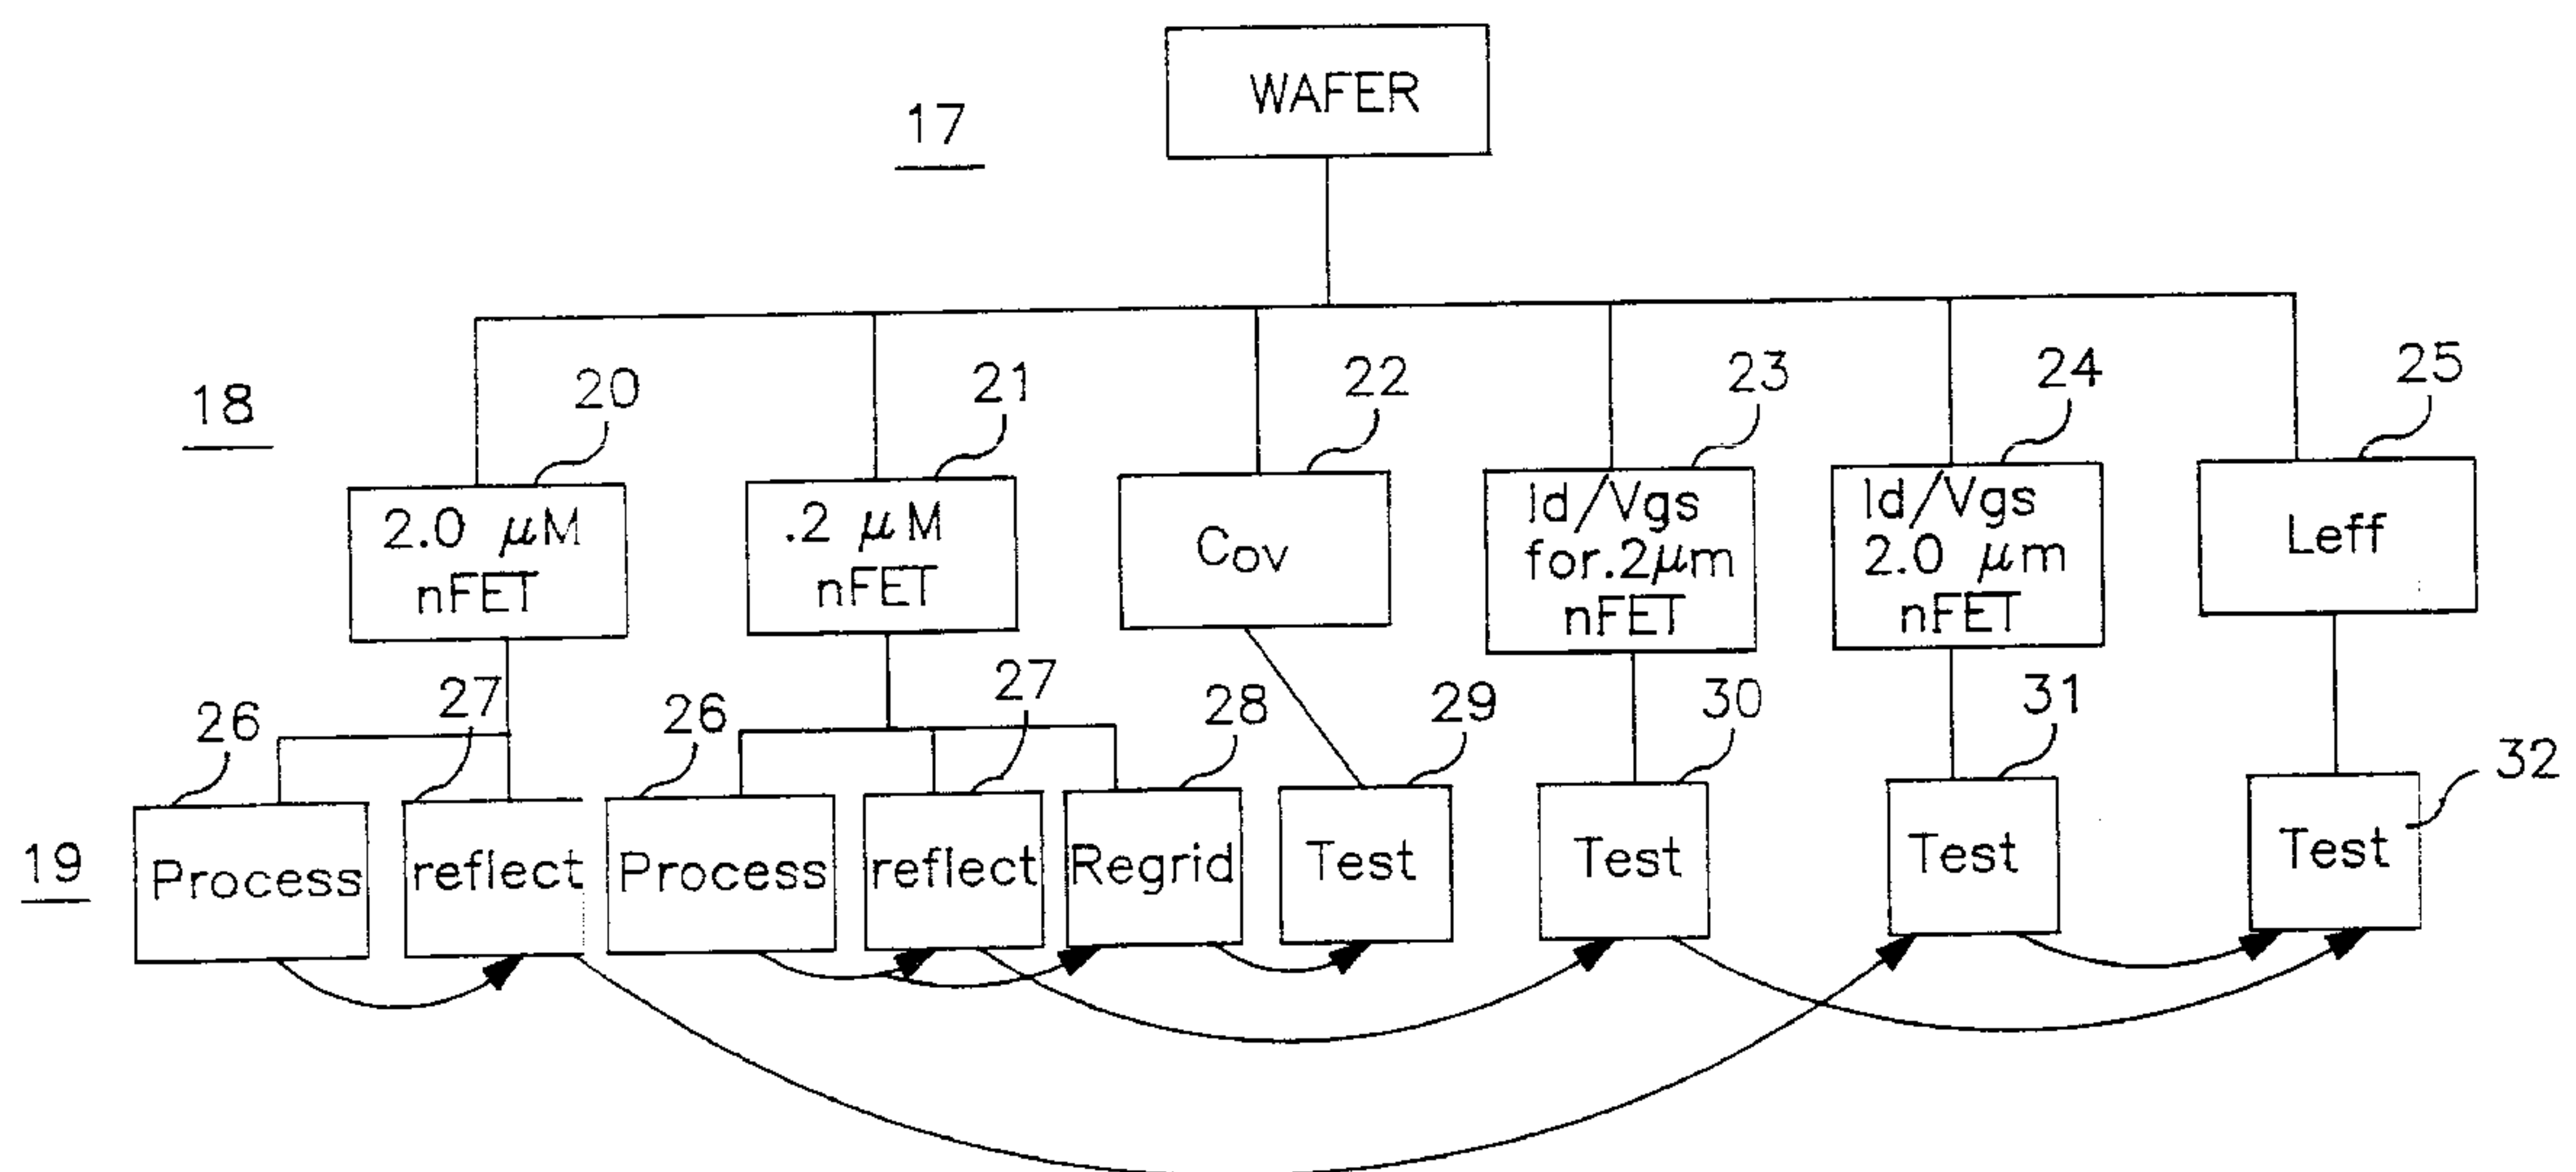 WAFER
17
18
20
21
22
23
24
25
2.0 μM
nFET
.2 μM
nFET
Cov
Id/Vgs
for.2μm
nFET
Id/Vgs
2.0 μm
nFET
Leff
26
27
26
27
28
29
30
31
32
19
Process
reflect
Process
reflect
Regrid
Test
Test
Test
Test